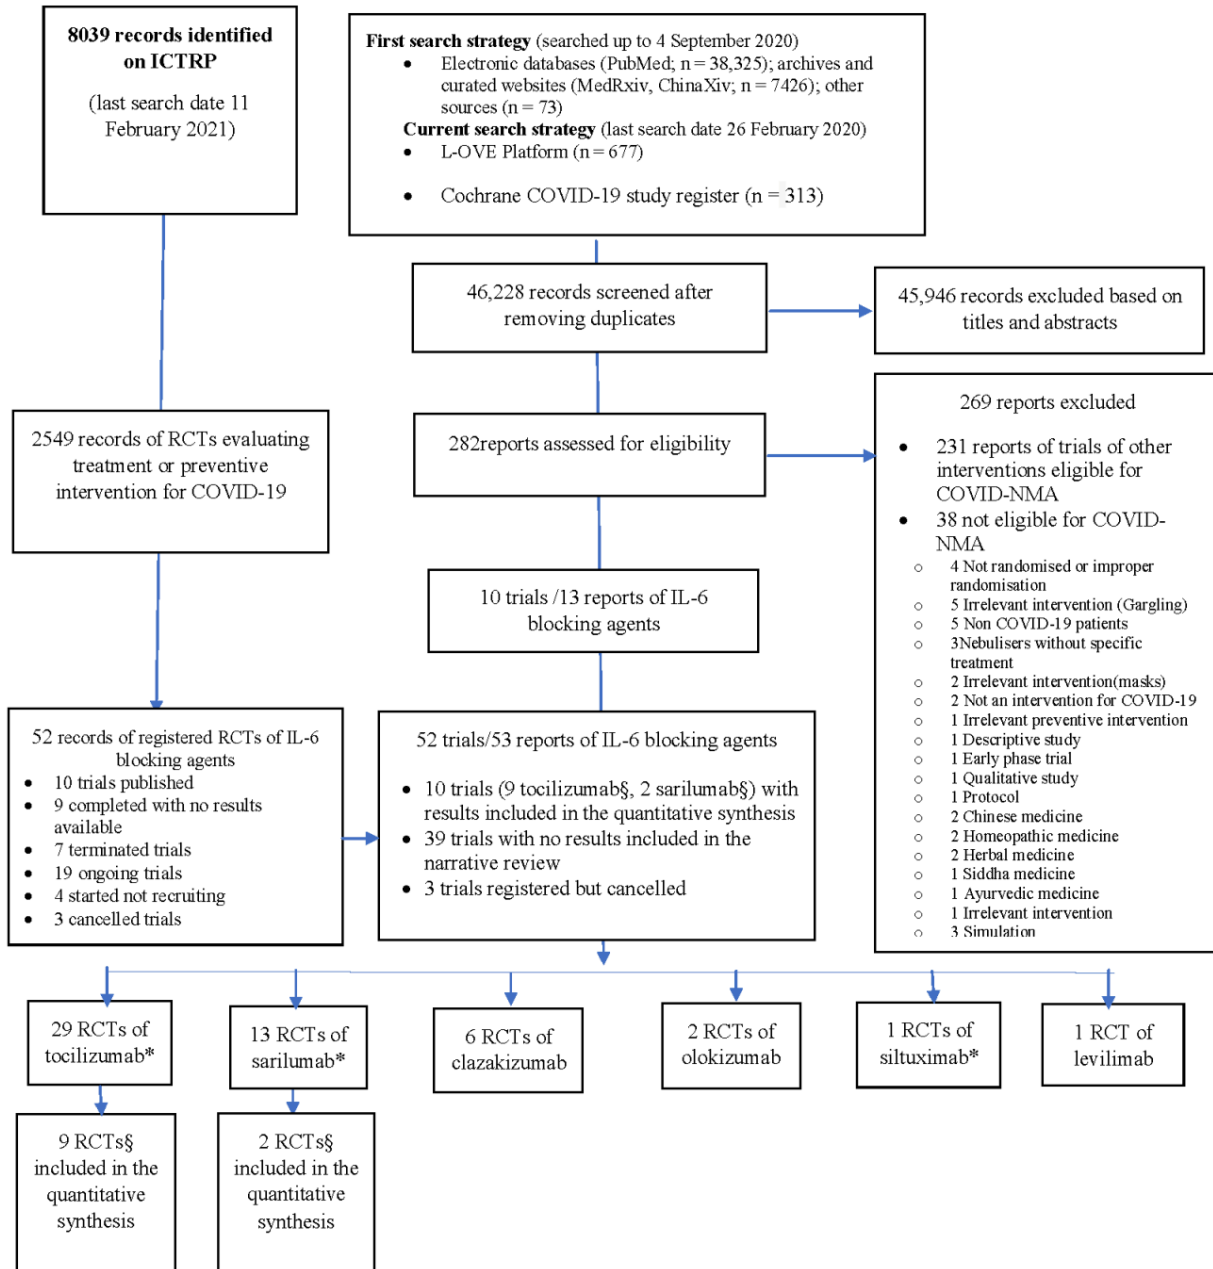 8039 records identified
on ICTRP
(last search date 11
February 2021)
First search strategy (searched up to 4 September 2020)
• Electronic databases (PubMed; n = 38,325); archives and
curated websites (MedRxiv, ChinaXiv; n = 7426); other
sources (n = 73)
Current search strategy (last search date 26 February 2020)
• L-OVE Platform (n = 677)
• Cochrane COVID-19 study register (n = 313)
46,228 records screened after
removing duplicates
45,946 records excluded based on
titles and abstracts
2549 records of RCTs evaluating
treatment or preventive
intervention for COVID-19
282reports assessed for eligibility
269 reports excluded
• 231 reports of trials of other
interventions eligible for
COVID-NMA
• 38 not eligible for COVID-
NMA
o 4 Not randomised or improper
randomisation
o 5 Irrelevant intervention (Gargling)
o 5 Non COVID-19 patients
o 3Nebulisers without specific
treatment
o 2 Irrelevant intervention(masks)
o 2 Not an intervention for COVID-19
o 1 Irrelevant preventive intervention
o 1 Descriptive study
o 1 Early phase trial
o 1 Qualitative study
o 1 Protocol
o 2 Chinese medicine
o 2 Homeopathic medicine
o 2 Herbal medicine
o 1 Siddha medicine
o 1 Ayurvedic medicine
o 1 Irrelevant intervention
o 3 Simulation
10 trials /13 reports of IL-6
blocking agents
52 records of registered RCTs of IL-6
blocking agents
• 10 trials published
• 9 completed with no results
available
• 7 terminated trials
• 19 ongoing trials
• 4 started not recruiting
• 3 cancelled trials
52 trials/53 reports of IL-6 blocking agents
• 10 trials (9 tocilizumab§, 2 sarilumab§) with
results included in the quantitative synthesis
• 39 trials with no results included in the
narrative review
• 3 trials registered but cancelled
29 RCTs of
tocilizumab*
13 RCTs of
sarilumab*
6 RCTs of
clazakizumab
2 RCTs of
olokizumab
1 RCTs of
siltuximab*
1 RCT of
levilimab
9 RCTs§
included in the
quantitative
synthesis
2 RCTs§
included in the
quantitative
synthesis